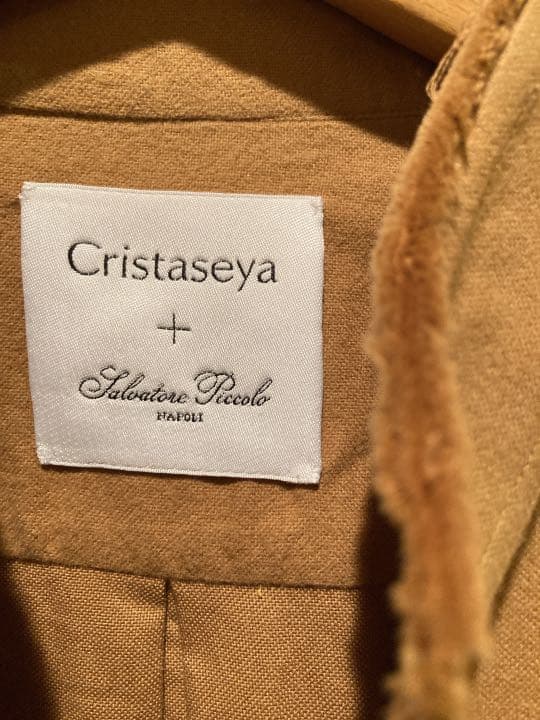 Cristaseya
+
Salvatore Piccolo
NAPOLI